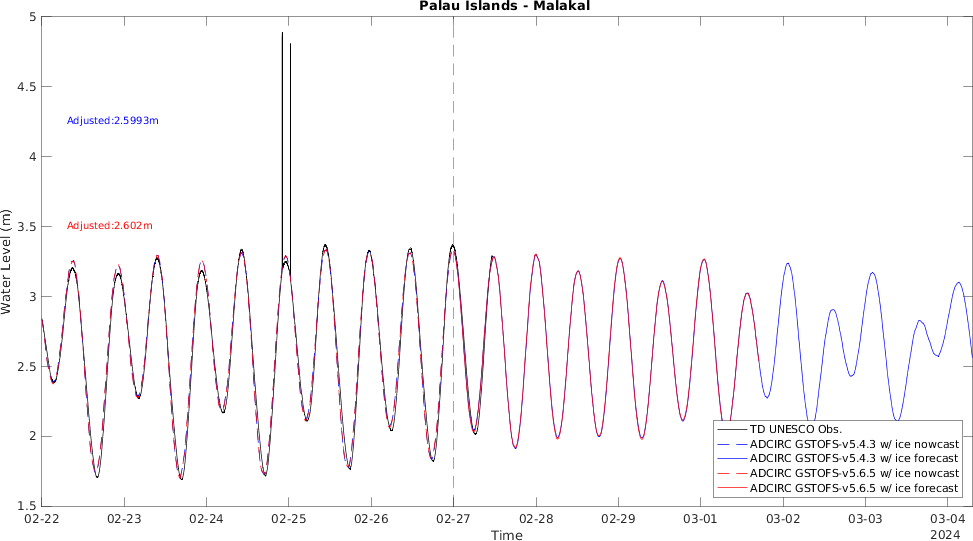 Palau Islands - Malakal
5
4.5
4
3.5
3
2.5
2
1.5
Water Level (m)
Adjusted:2.5993m
Adjusted:2.602m
TD UNESCO Obs.
ADCIRC GSTOFS-v5.4.3 w/ ice nowcast
ADCIRC GSTOFS-v5.4.3 w/ ice forecast
ADCIRC GSTOFS-v5.6.5 w/ ice nowcast
ADCIRC GSTOFS-v5.6.5 w/ ice forecast
02-22 02-23 02-24 02-25 02-26 02-27 02-28 02-29 03-01 03-02 03-03 03-04
2024
Time